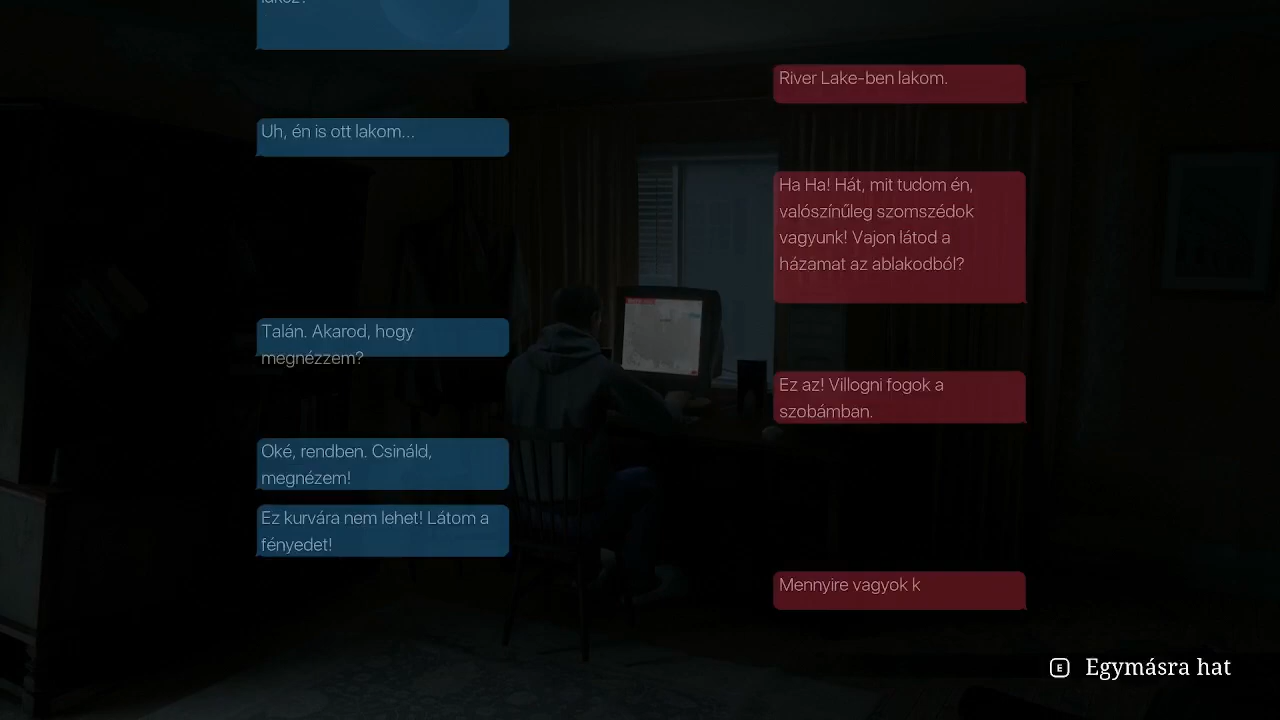 River Lake-ben lakom.
Uh, én is ott lakom...
Ha Ha! Hát, mit tudom én,
valószínűleg szomszédok
vagyunk! Vajon látod a
házamat az ablakodból?
Talán. Akarod, hogy
megnézzem?
Ez az! Villogni fogok a
szobámban.
Oké, rendben. Csináld,
megnézem!
Ez kurvára nem lehet! Látom a
fényedet!
Mennyire vagyok k
E Egymásra hat